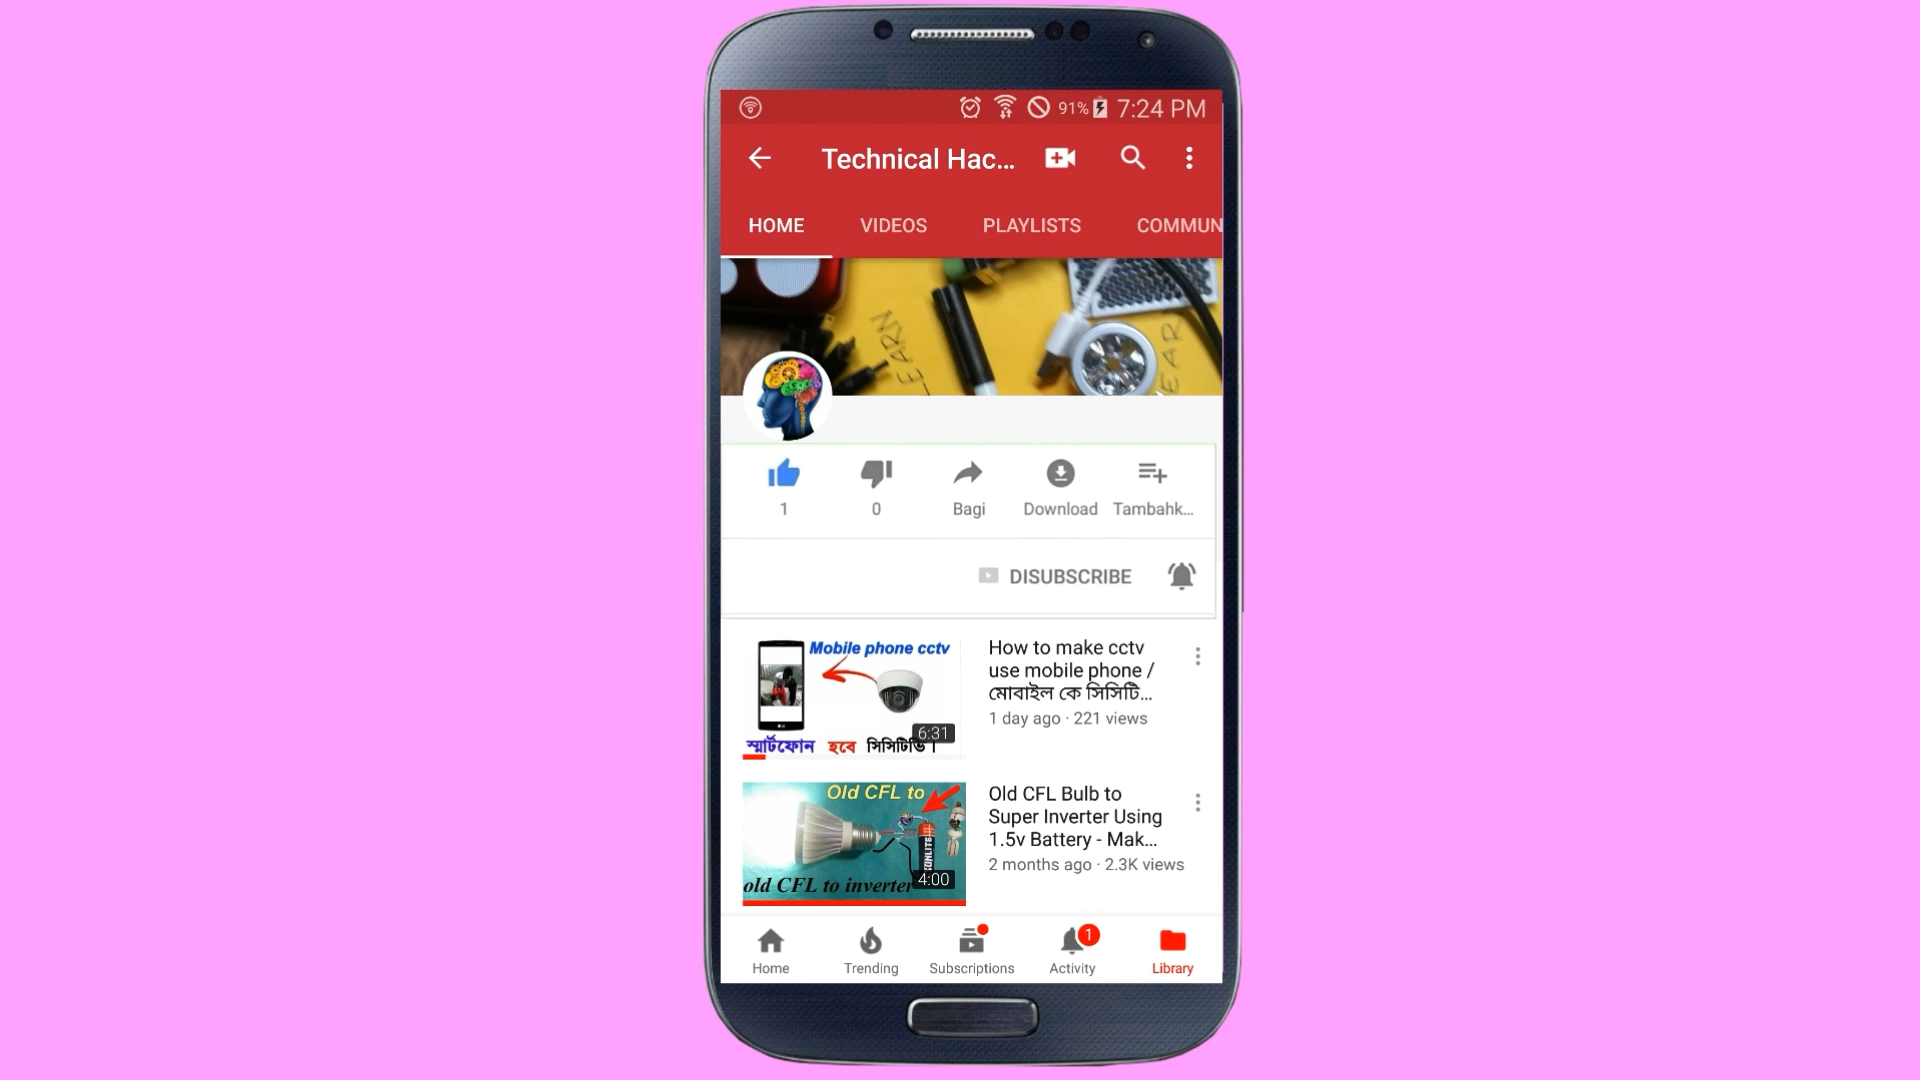 91% 7:24 PM
Technical Hac...
HOME VIDEOS PLAYLISTS COMMUN
LEARN
LEAR
1 0 Bagi Download Tambahk...
DISUBSCRIBE
Mobile phone cctv
6:31
স্মার্টফোন হবে সিসিটিভি।
How to make cctv
use mobile phone /
মোবাইল কে সিসিটি...
1 day ago · 221 views
Old CFL to
4:00
old CFL to inverter
Old CFL Bulb to
Super Inverter Using
1.5v Battery - Mak...
2 months ago · 2.3K views
1
Home Trending Subscriptions Activity Library